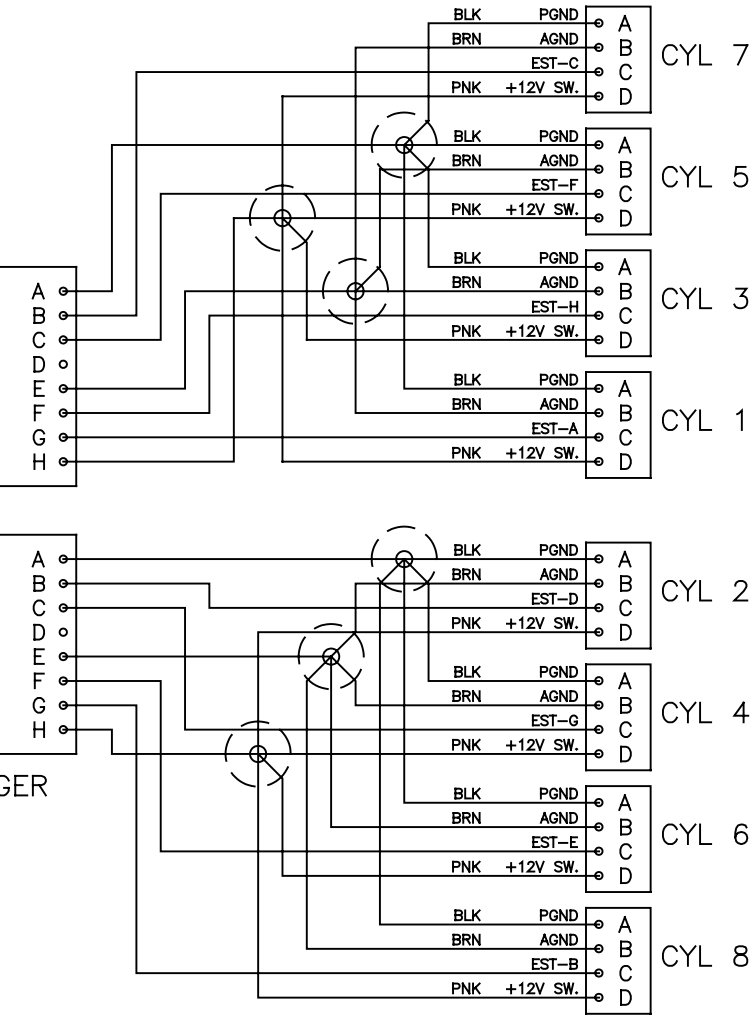 BLK PGND A
BRN AGND B CYL 7
EST-C C
PNK +12V SW. D
BLK PGND A
BRN AGND B CYL 5
EST-F C
PNK +12V SW. D
BLK PGND A
A BRN AGND B CYL 3
B EST-H C
C PNK +12V SW. D
D
E BLK PGND A
F BRN AGND B CYL 1
G EST-A C
H PNK +12V SW. D
A BLK PGND A
B BRN AGND B CYL 2
C EST-D C
D PNK +12V SW. D
E
F BLK PGND A
G BRN AGND B CYL 4
H EST-G C
PNK +12V SW. D
GER
BLK PGND A
BRN AGND B CYL 6
EST-E C
PNK +12V SW. D
BLK PGND A
BRN AGND B CYL 8
EST-B C
PNK +12V SW. D